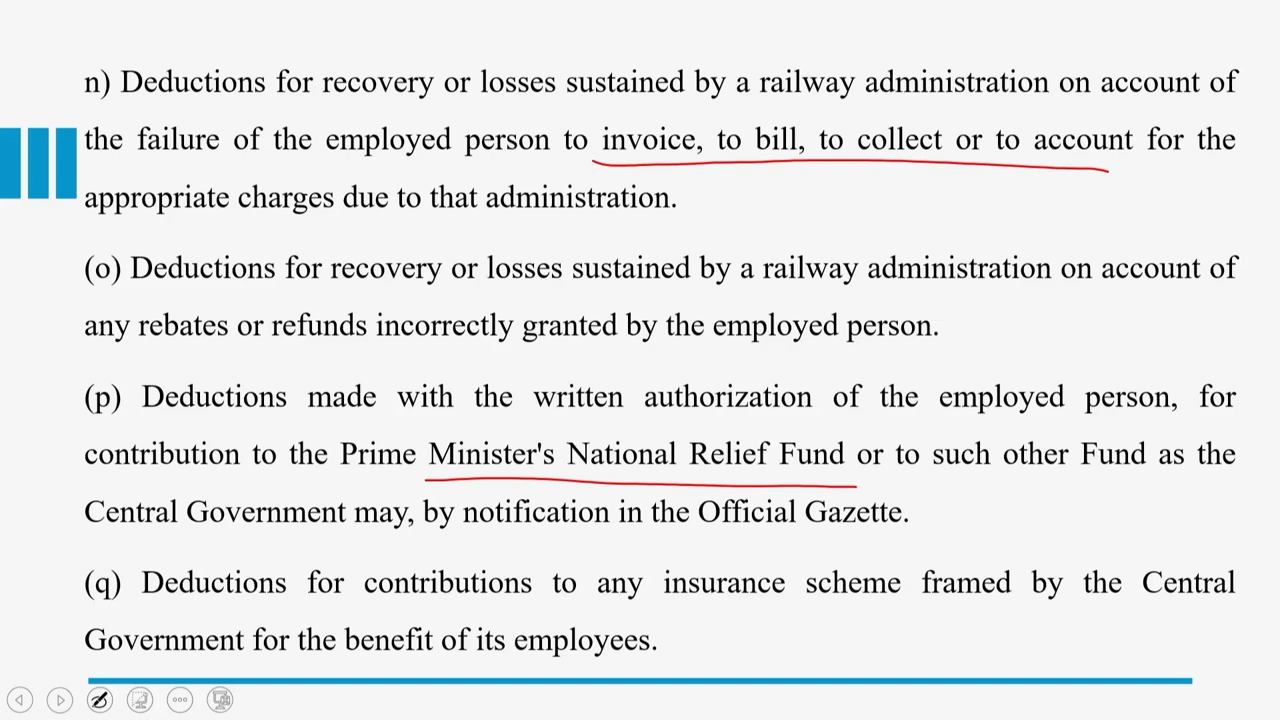 n) Deductions for recovery or losses sustained by a railway administration on account of
the failure of the employed person to invoice, to bill, to collect or to account for the
appropriate charges due to that administration.
(o) Deductions for recovery or losses sustained by a railway administration on account of
any rebates or refunds incorrectly granted by the employed person.
(p) Deductions made with the written authorization of the employed person, for
contribution to the Prime Minister's National Relief Fund or to such other Fund as the
Central Government may, by notification in the Official Gazette.
(q) Deductions for contributions to any insurance scheme framed by the Central
Government for the benefit of its employees.